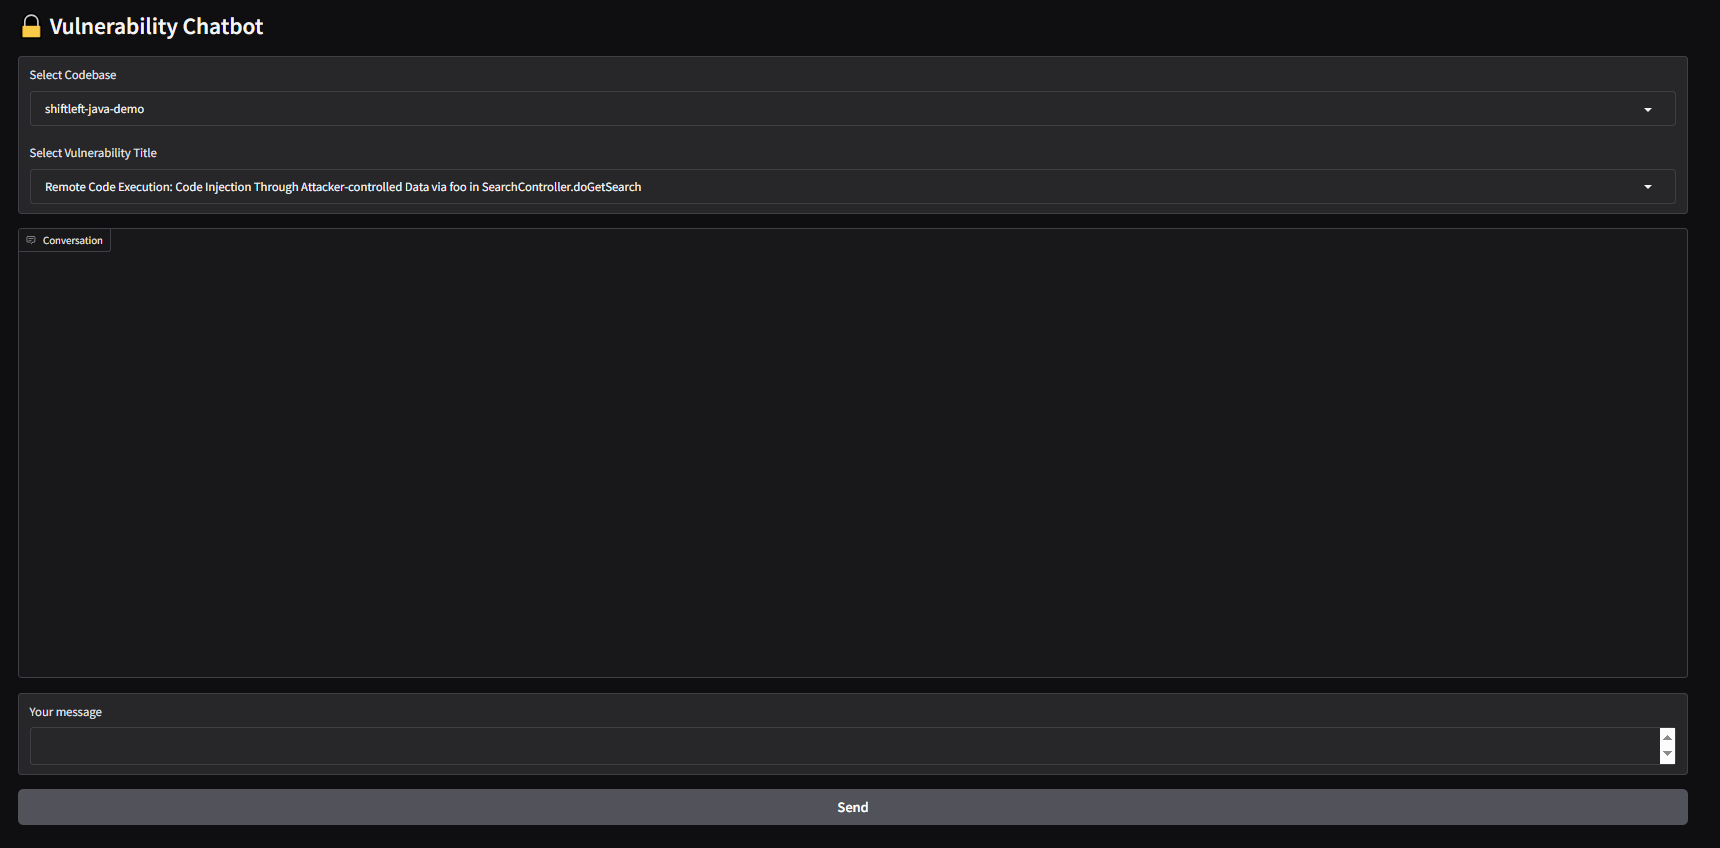 Vulnerability Chatbot
Select Codebase
shiftleft-java-demo
Select Vulnerability Title
Remote Code Execution: Code Injection Through Attacker-controlled Data via foo in SearchController.doGetSearch
Conversation
Your message
Send